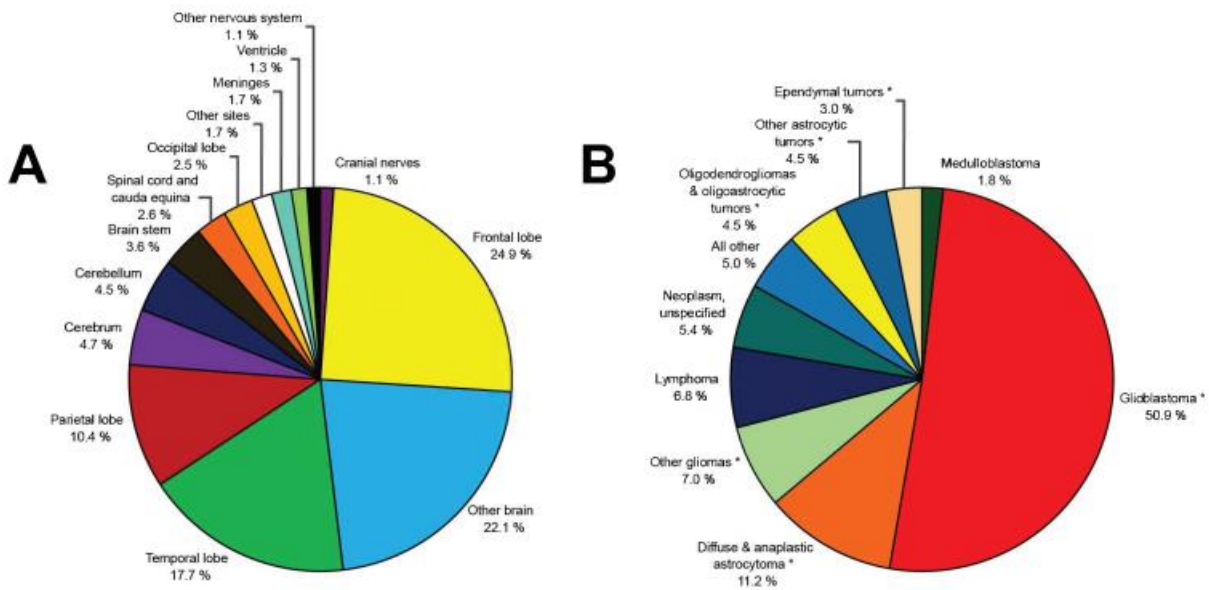 A
Other nervous system
1.1 %
Ventricle
1.3 %
Meninges
1.7 %
Other sites
1.7 %
Occipital lobe
2.5 %
Spinal cord and
cauda equina
2.6 %
Brain stem
3.6 %
Cerebellum
4.5 %
Cerebrum
4.7 %
Parietal lobe
10.4 %
Temporal lobe
17.7 %
Other brain
22.1 %
Frontal lobe
24.9 %
Cranial nerves
1.1 %
B
Ependymal tumors *
3.0 %
Other astrocytic
tumors *
4.5 %
Oligodendrogliomas
& oligoastrocytic
tumors *
4.5 %
All other
5.0 %
Neoplasm,
unspecified
5.4 %
Lymphoma
6.8 %
Other gliomas *
7.0 %
Diffuse & anaplastic
astrocytoma *
11.2 %
Glioblastoma *
50.9 %
Medulloblastoma
1.8 %